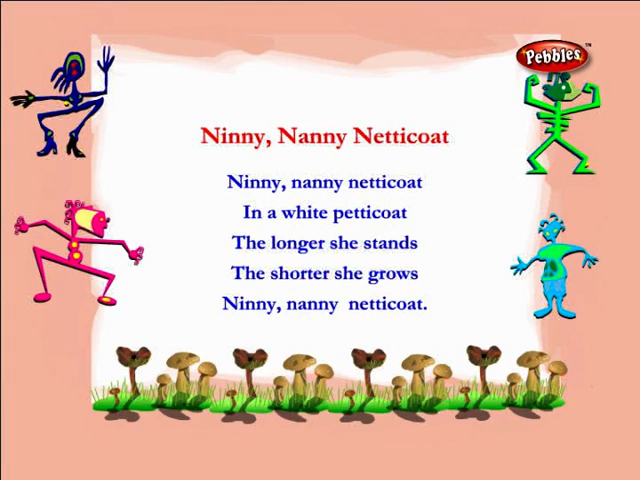 Pebbles™
Ninny, Nanny Netticoat
Ninny, nanny netticoat
In a white petticoat
The longer she stands
The shorter she grows
Ninny, nanny netticoat.